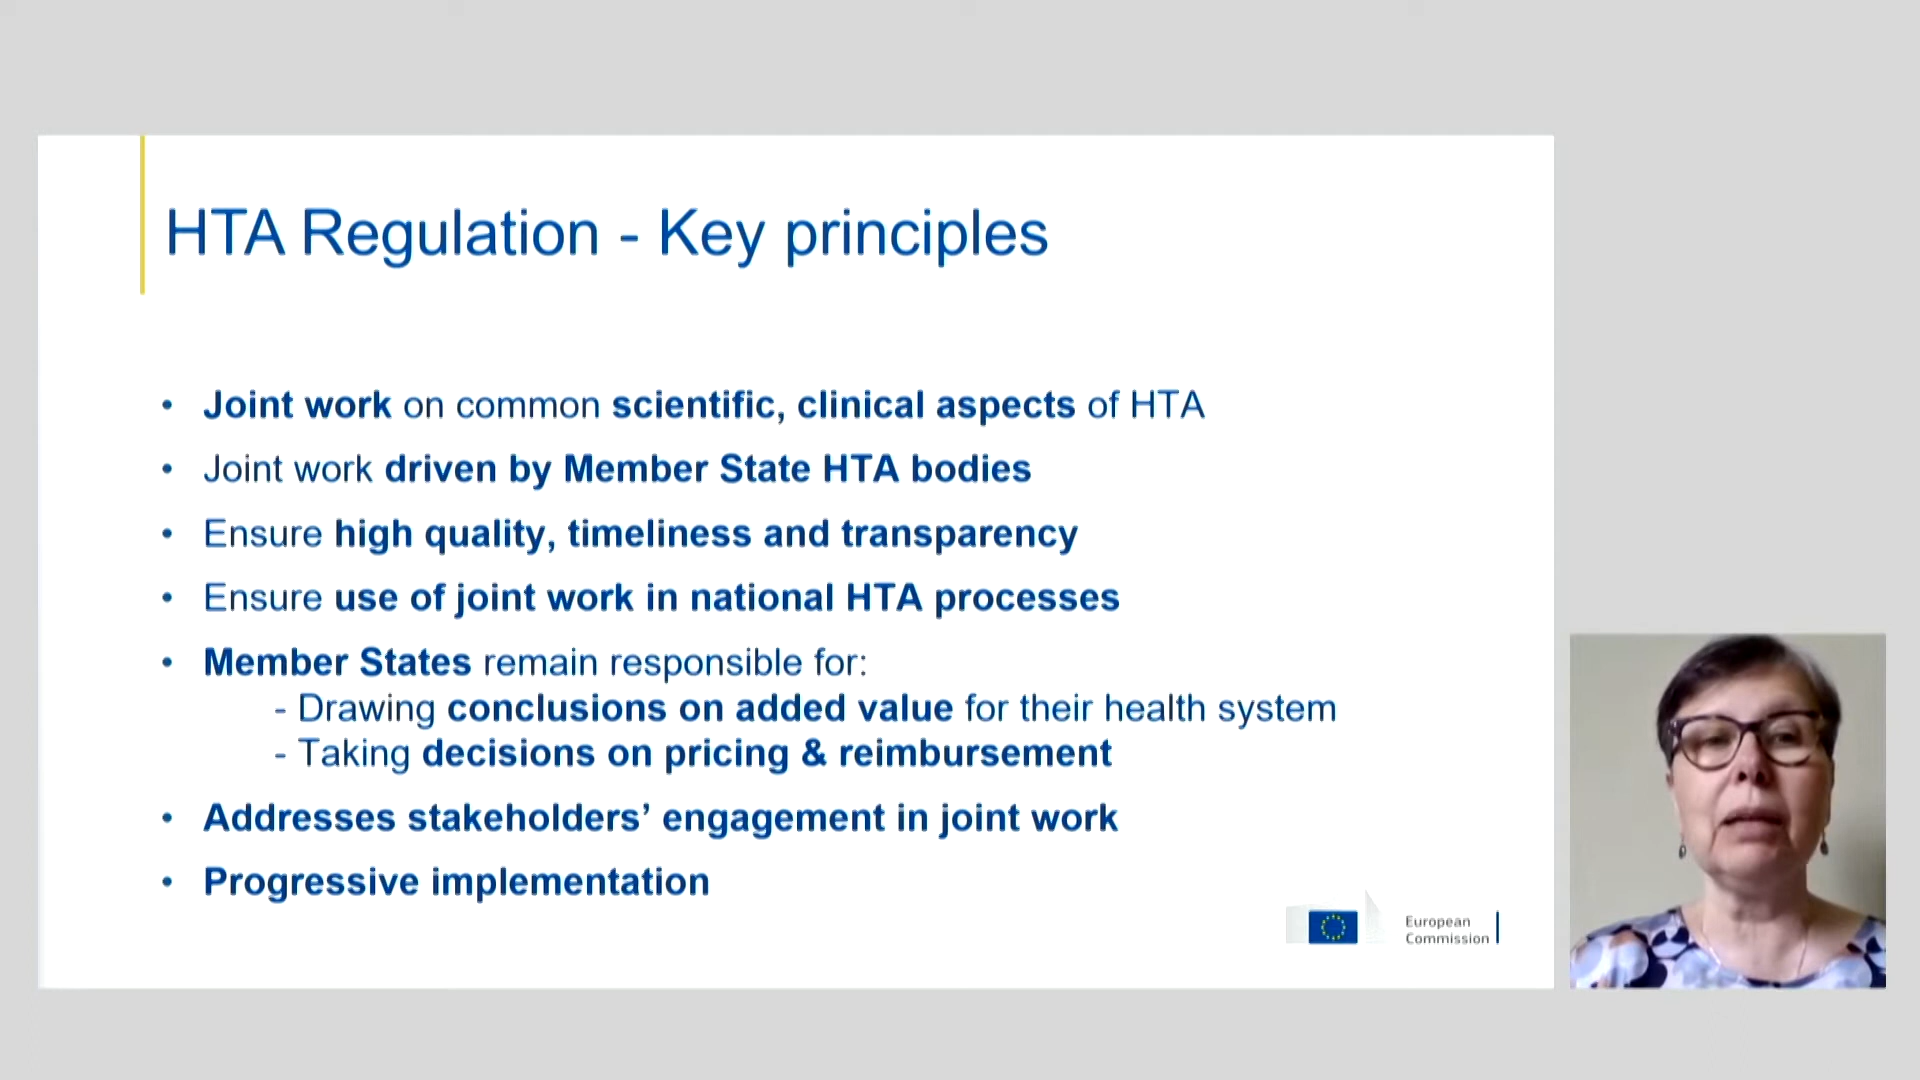 HTA Regulation - Key principles
• Joint work on common scientific, clinical aspects of HTA
• Joint work driven by Member State HTA bodies
• Ensure high quality, timeliness and transparency
• Ensure use of joint work in national HTA processes
• Member States remain responsible for:
- Drawing conclusions on added value for their health system
- Taking decisions on pricing & reimbursement
• Addresses stakeholders’ engagement in joint work
• Progressive implementation
European
Commission